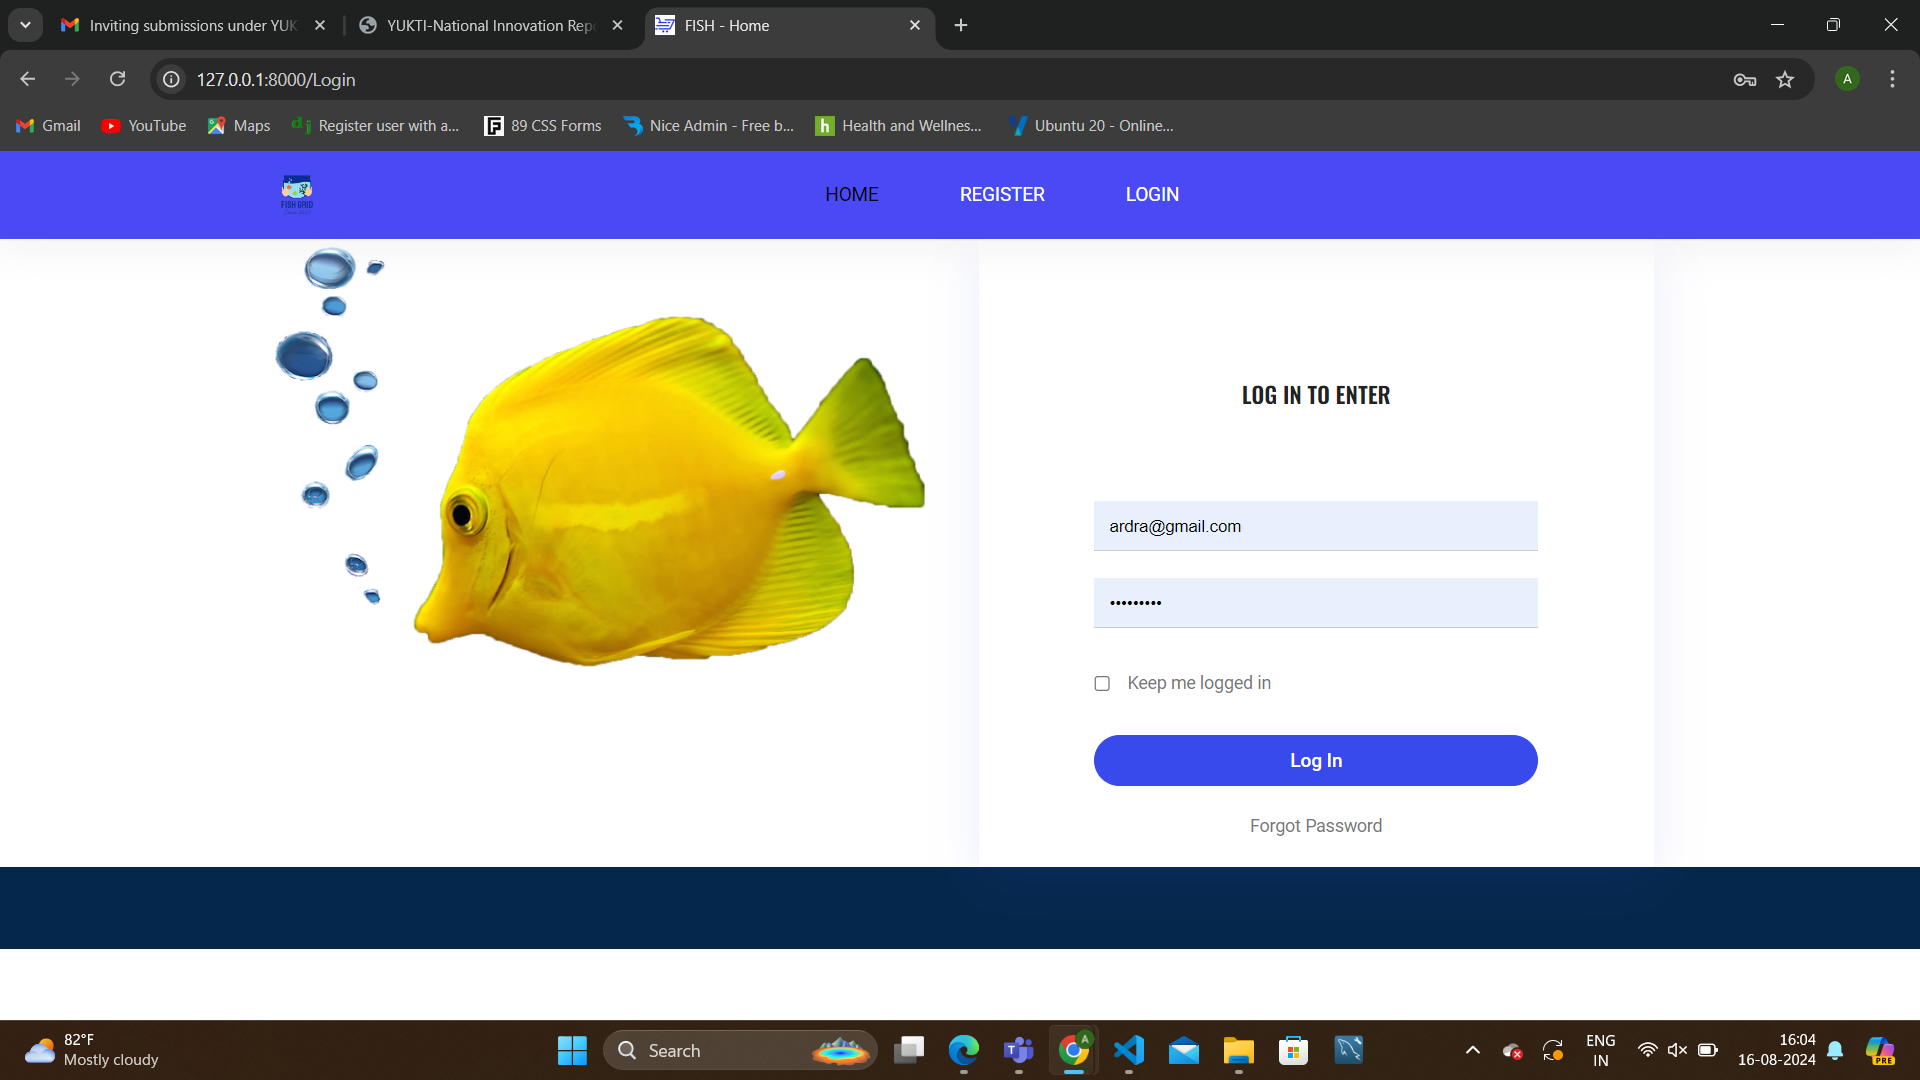 Inviting submissions under YUK
YUKTI-National Innovation Rep
FISH - Home
127.0.0.1:8000/Login
A
Gmail
YouTube
Maps
dj
Register user with a...
F
89 CSS Forms
Nice Admin - Free b...
h
Health and Wellnes...
Ubuntu 20 - Online...
FISH GRID
HOME
REGISTER
LOGIN
LOG IN TO ENTER
ardra@gmail.com
•••••••••
Keep me logged in
Log In
Forgot Password
82°F
Mostly cloudy
Search
T
A
ENG
IN
16:04
16-08-2024
PRE